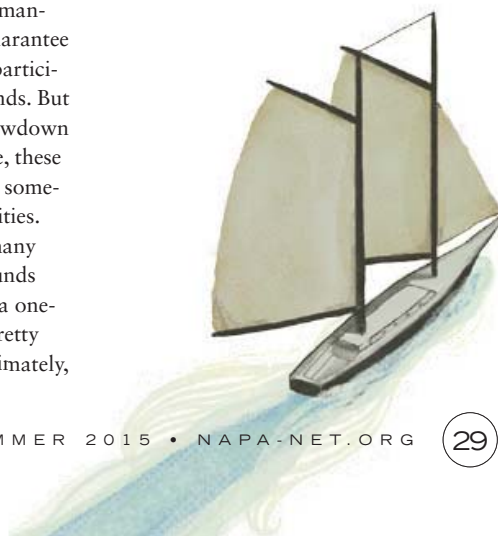 man-
arantee
partici-
nds. But
wdown
e, these
some-
ities.
many
unds
a one-
retty
imately,
MMER 2015 • NAPA-NET.ORG 29